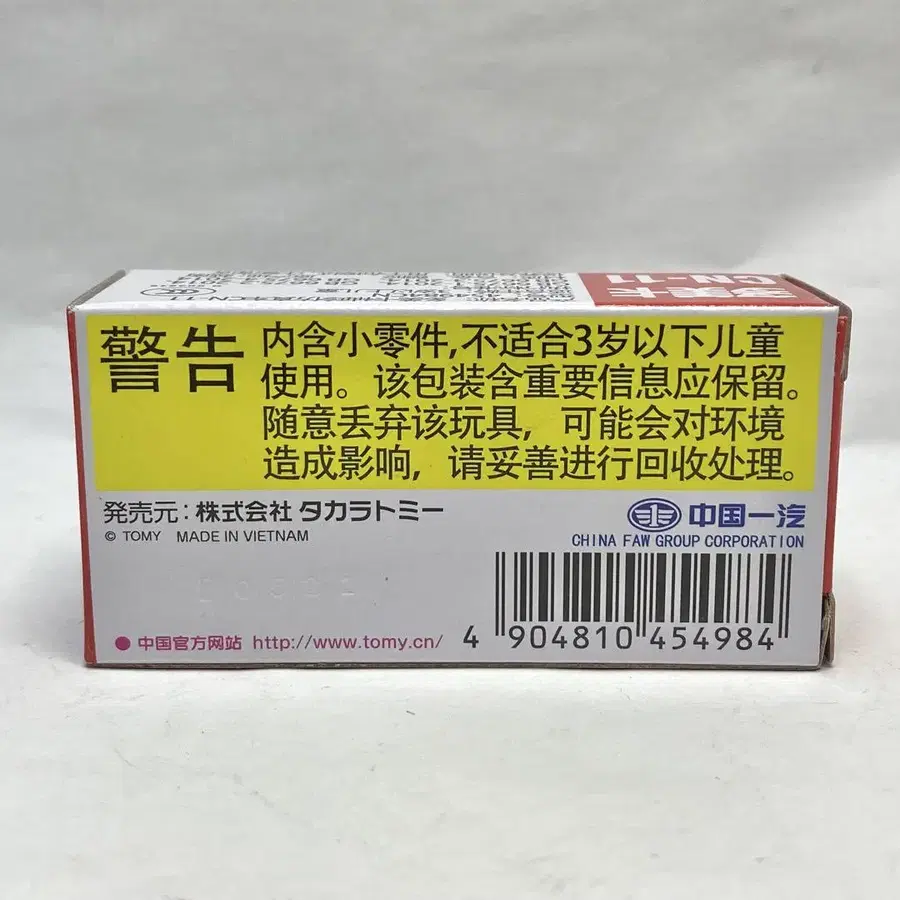 多美卡
CN-11
警告
内含小零件,不适合3岁以下儿童
使用。该包装含重要信息应保留。
随意丢弃该玩具，可能会对环境
造成影响，请妥善进行回收处理。
発売元：株式会社 タカラトミー
© TOMY MADE IN VIETNAM
中国一汽
CHINA FAW GROUP CORPORATION
● 中国官方网站 http://www.tomy.cn/
4 904810 454984